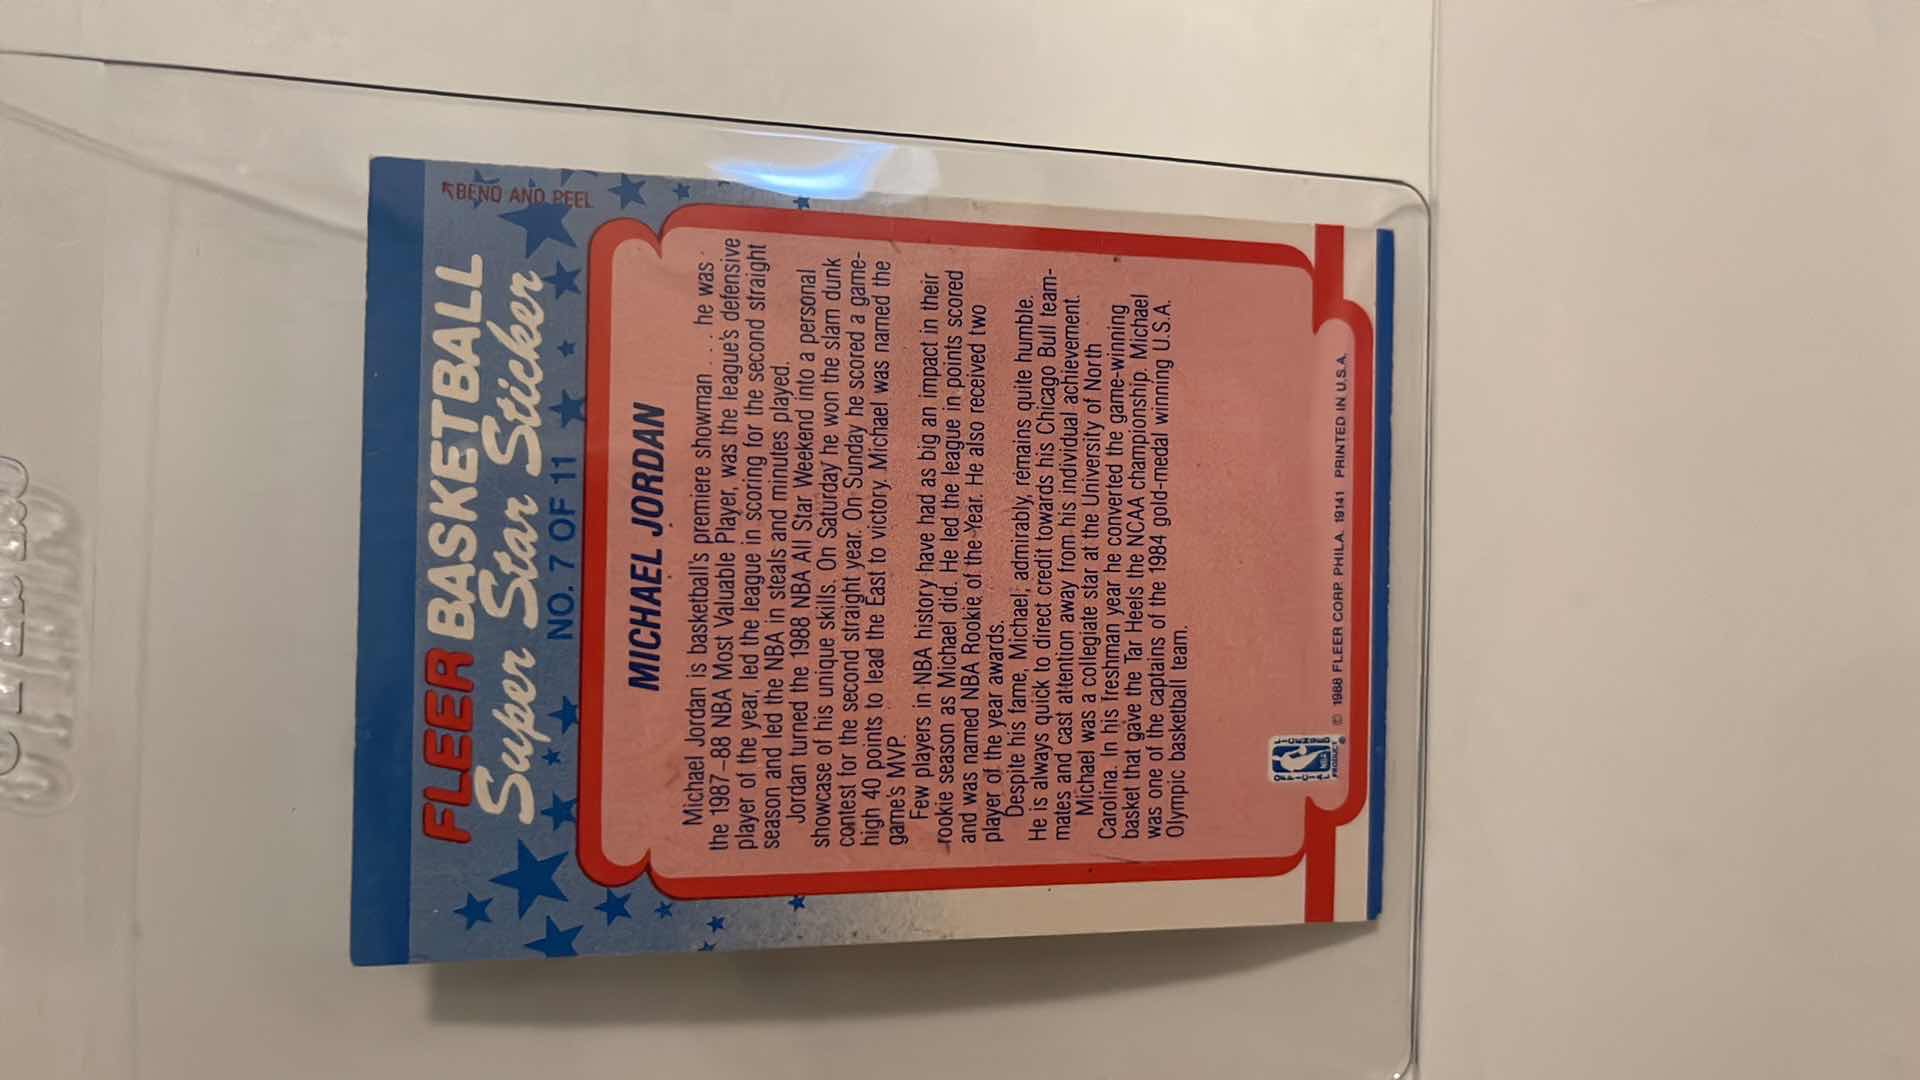 ↖BEND AND PEEL
FLEER BASKETBALL
Super Star Sticker
NO. 7 OF 11
MICHAEL JORDAN
Michael Jordan is basketball's premiere showman . . . he was
the 1987–88 NBA Most Valuable Player, was the league's defensive
player of the year, led the league in scoring for the second straight
season and led the NBA in steals and minutes played.
Jordan turned the 1988 NBA All Star Weekend into a personal
showcase of his unique skills. On Saturday he won the slam dunk
contest for the second straight year. On Sunday he scored a game-
high 40 points to lead the East to victory. Michael was named the
game's MVP.
Few players in NBA history have had as big an impact in their
rookie season as Michael did. He led the league in points scored
and was named NBA Rookie of the Year. He also received two
player of the year awards.
Despite his fame, Michael, admirably, remains quite humble.
He is always quick to direct credit towards his Chicago Bull team-
mates and cast attention away from his individual achievement.
Michael was a collegiate star at the University of North
Carolina. In his freshman year he converted the game-winning
basket that gave the Tar Heels the NCAA championship. Michael
was one of the captains of the 1984 gold-medal winning U.S.A.
Olympic basketball team.
© 1988 FLEER CORP. PHILA. 19141 PRINTED IN U.S.A.